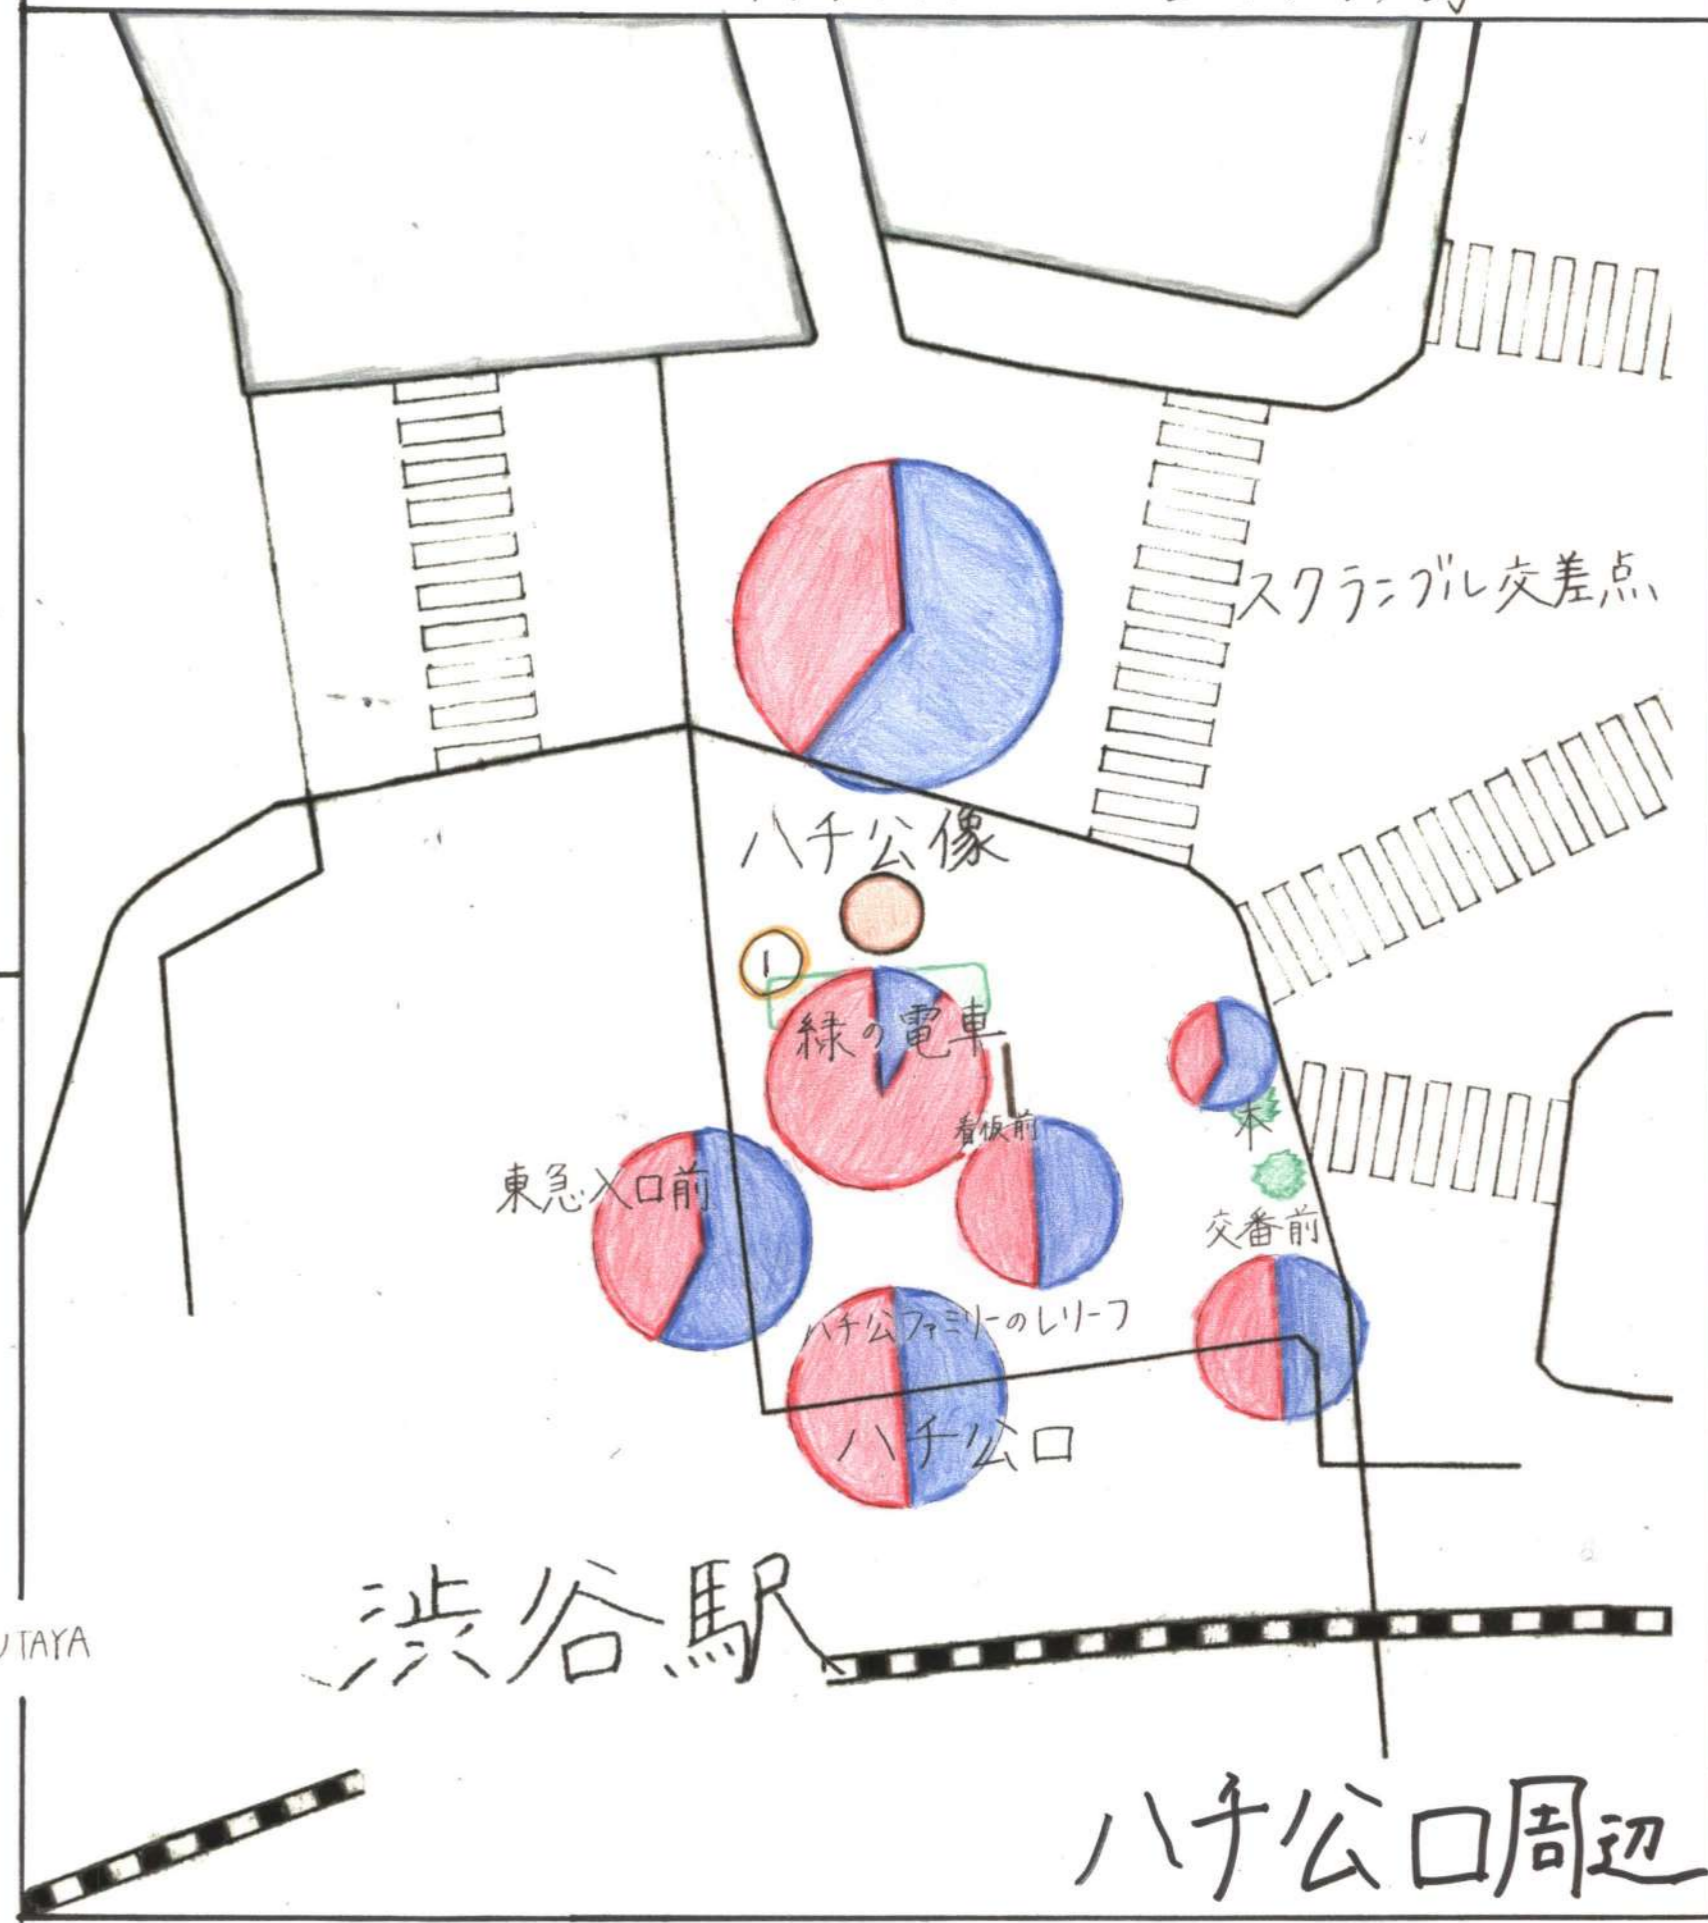 スクランブル交差点
ハチ公像
1
緑の電車
看板前
木
東急入口前
交番前
ハチ公ファミリーのレリーフ
ハチ公口
渋谷駅
UTAYA
ハチ公口周辺